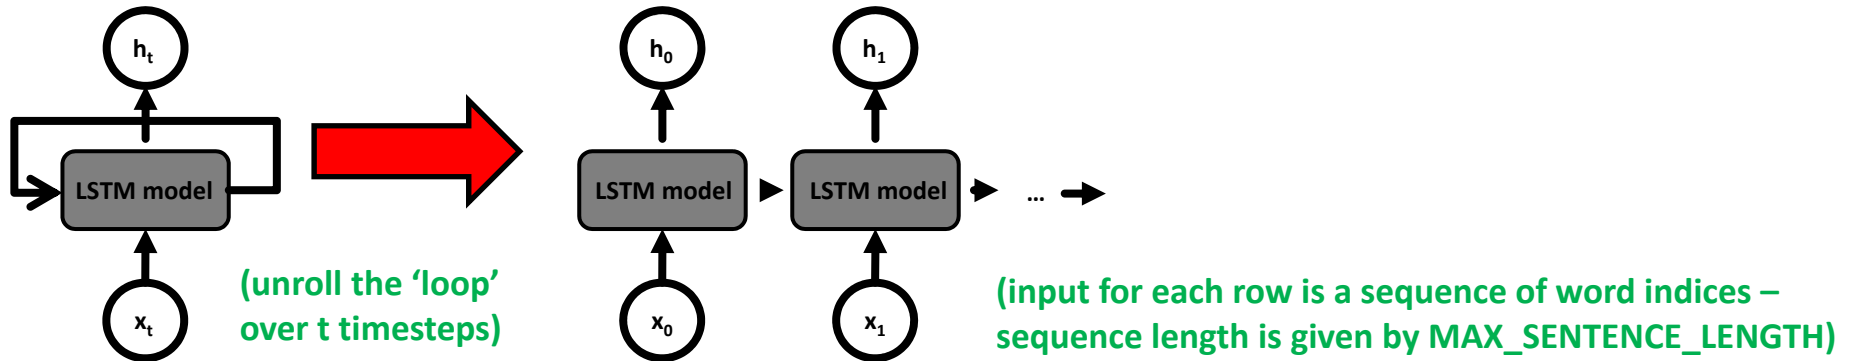 hₜ
h₀
h₁
LSTM model
LSTM model
LSTM model
...
xₜ
(unroll the ‘loop’
over t timesteps)
x₀
x₁
(input for each row is a sequence of word indices –
sequence length is given by MAX_SENTENCE_LENGTH)